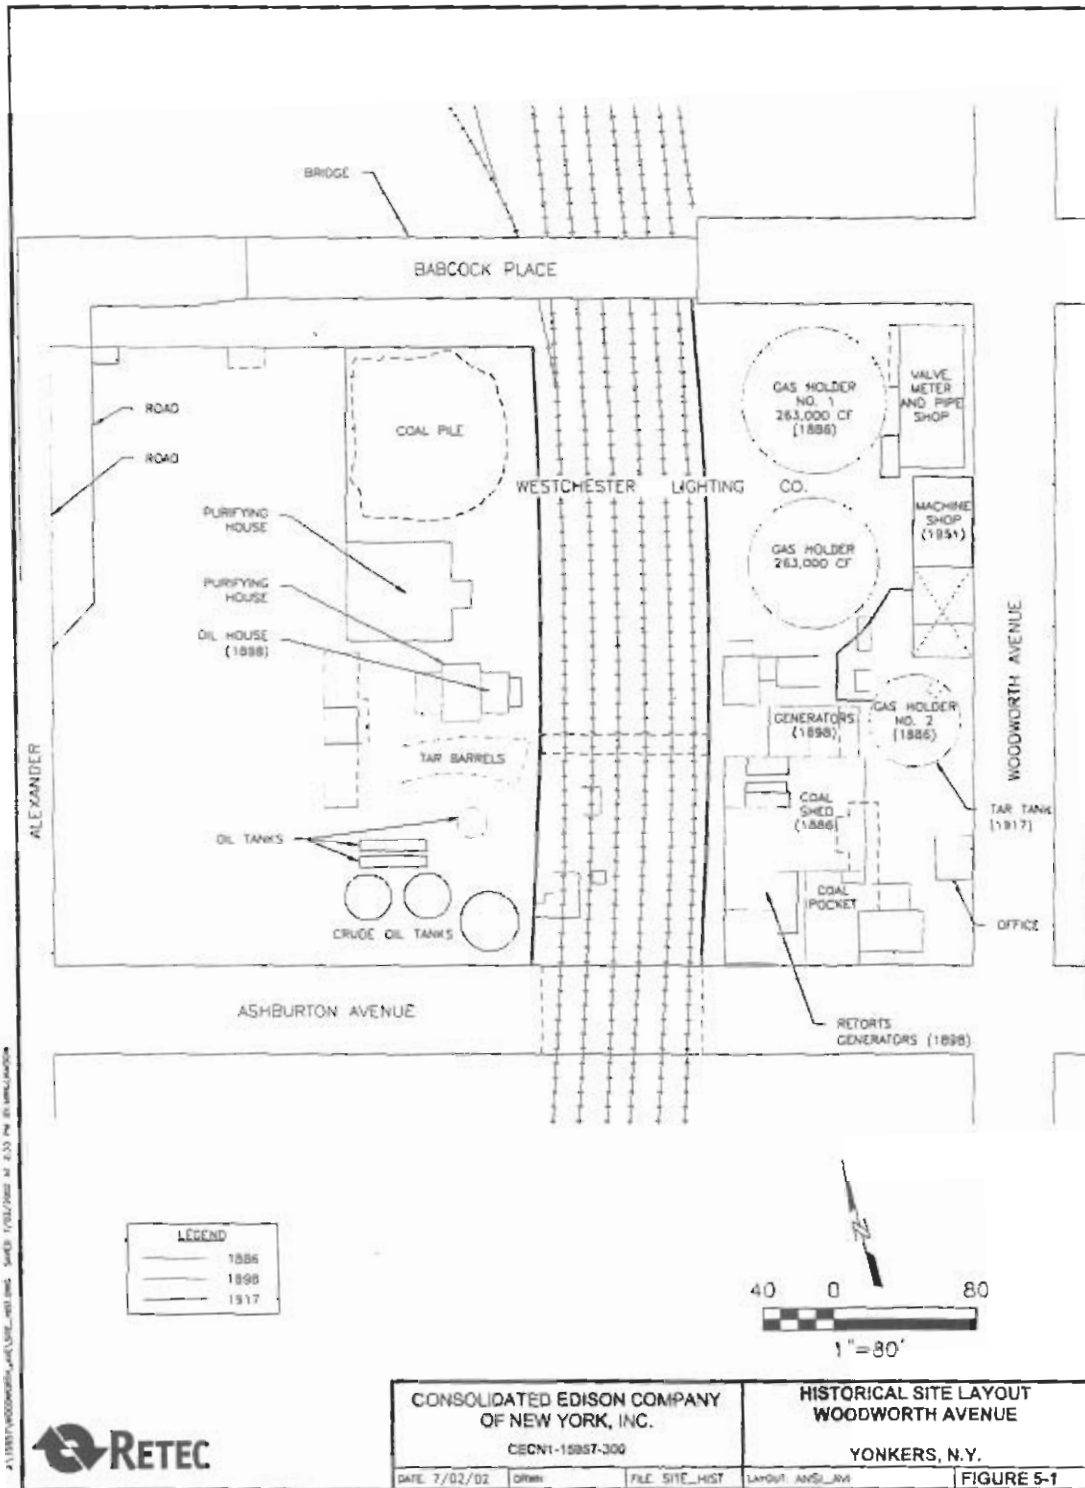 BRIDGE
BABCOCK PLACE
ROAD
ROAD
COAL PILE
GAS HOLDER
NO. 1
263,000 CF
(1886)
VALVE,
METER
AND PIPE
SHOP
WESTCHESTER LIGHTING CO.
PURIFYING
HOUSE
MACHINE
SHOP
(1951)
GAS HOLDER
263,000 CF
PURIFYING
HOUSE
OIL HOUSE
(1898)
WOODWORTH AVENUE
GENERATORS
(1898)
GAS HOLDER
NO. 2
(1886)
TAR BARRELS
ALEXANDER
COAL
SHED
(1886)
TAR TANK
(1917)
OIL TANKS
COAL
POCKET
CRUDE OIL TANKS
OFFICE
ASHBURTON AVENUE
RETORTS
GENERATORS (1898)
LEGEND
1886
1898
1917
N
40 0 80
1"=80'
RETEC
CONSOLIDATED EDISON COMPANY
OF NEW YORK, INC.
CECN1-15957-300
HISTORICAL SITE LAYOUT
WOODWORTH AVENUE
YONKERS, N.Y.
DATE: 7/02/02
DRWN:
FILE: SITE_HIST
LAYOUT:
FIGURE 5-1